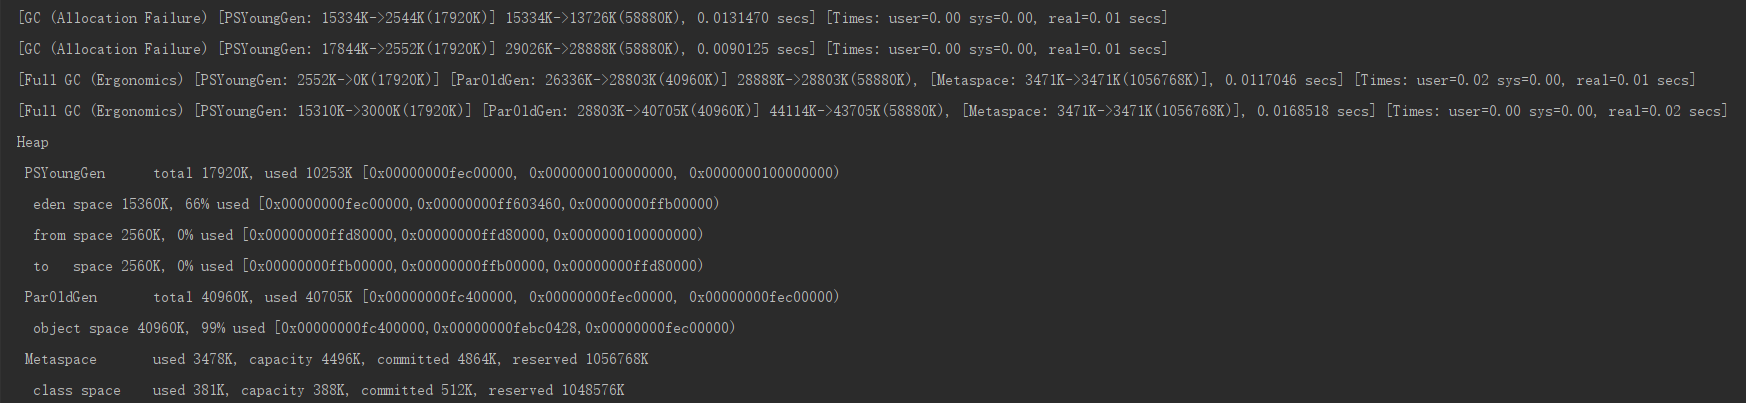 [GC (Allocation Failure) [PSYoungGen: 15334K->2544K(17920K)] 15334K->13726K(58880K), 0.0131470 secs] [Times: user=0.00 sys=0.00, real=0.01 secs]
[GC (Allocation Failure) [PSYoungGen: 17844K->2552K(17920K)] 29026K->28888K(58880K), 0.0090125 secs] [Times: user=0.00 sys=0.00, real=0.01 secs]
[Full GC (Ergonomics) [PSYoungGen: 2552K->0K(17920K)] [ParOldGen: 26336K->28803K(40960K)] 28888K->28803K(58880K), [Metaspace: 3471K->3471K(1056768K)], 0.0117046 secs] [Times: user=0.02 sys=0.00, real=0.01 secs]
[Full GC (Ergonomics) [PSYoungGen: 15310K->3000K(17920K)] [ParOldGen: 28803K->40705K(40960K)] 44114K->43705K(58880K), [Metaspace: 3471K->3471K(1056768K)], 0.0168518 secs] [Times: user=0.00 sys=0.00, real=0.02 secs]
Heap
PSYoungGen total 17920K, used 10253K [0x00000000fec00000, 0x0000000100000000, 0x0000000100000000)
eden space 15360K, 66% used [0x00000000fec00000,0x00000000ff603460,0x00000000ffb00000)
from space 2560K, 0% used [0x00000000ffd80000,0x00000000ffd80000,0x0000000100000000)
to space 2560K, 0% used [0x00000000ffb00000,0x00000000ffb00000,0x00000000ffd80000)
ParOldGen total 40960K, used 40705K [0x00000000fc400000, 0x00000000fec00000, 0x00000000fec00000)
object space 40960K, 99% used [0x00000000fc400000,0x00000000febc0428,0x00000000fec00000)
Metaspace used 3478K, capacity 4496K, committed 4864K, reserved 1056768K
class space used 381K, capacity 388K, committed 512K, reserved 1048576K